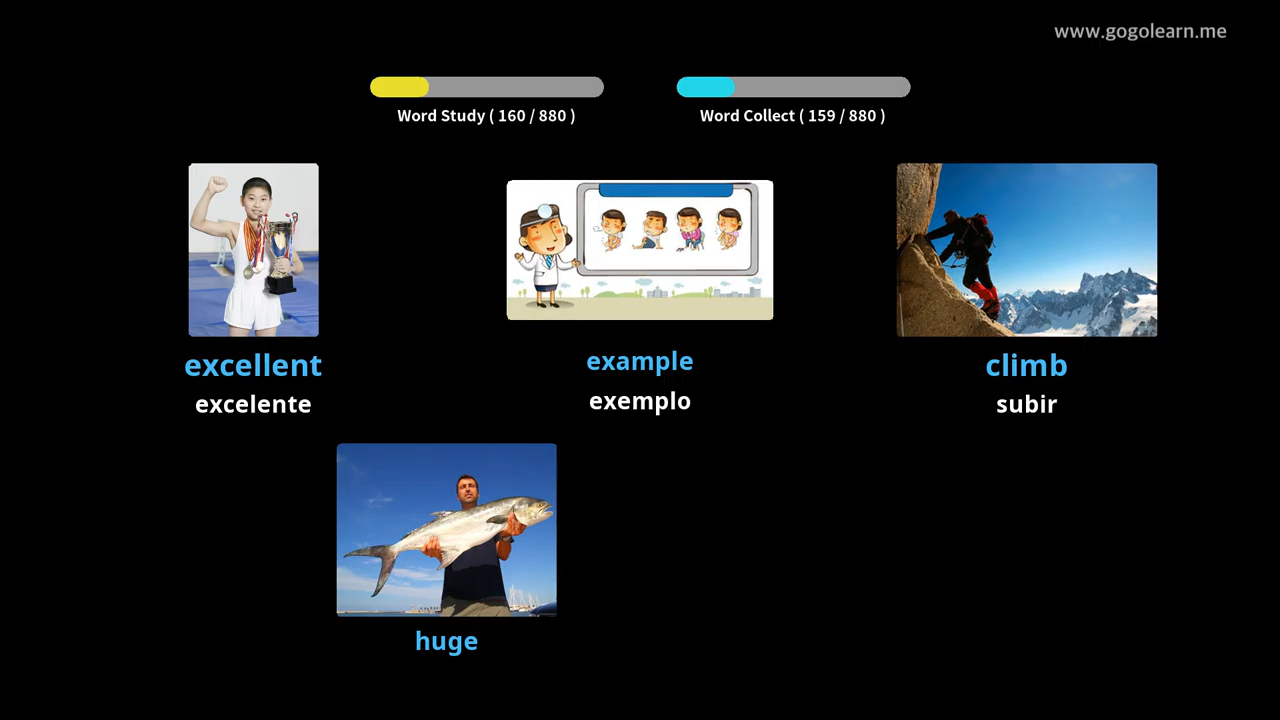 www.gogolearn.me
Word Study ( 160 / 880 )
Word Collect ( 159 / 880 )
excellent
excelente
example
exemplo
climb
subir
huge